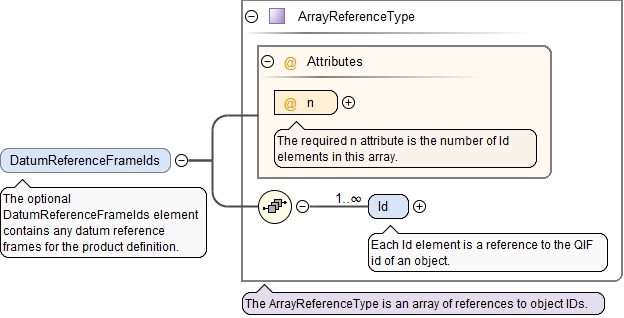 ArrayReferenceType
@ Attributes
@ n
The required n attribute is the number of Id
elements in this array.
DatumReferenceFrameIds
The optional
DatumReferenceFrameIds element
contains any datum reference
frames for the product definition.
1..∞
Id
Each Id element is a reference to the QIF
id of an object.
The ArrayReferenceType is an array of references to object IDs.